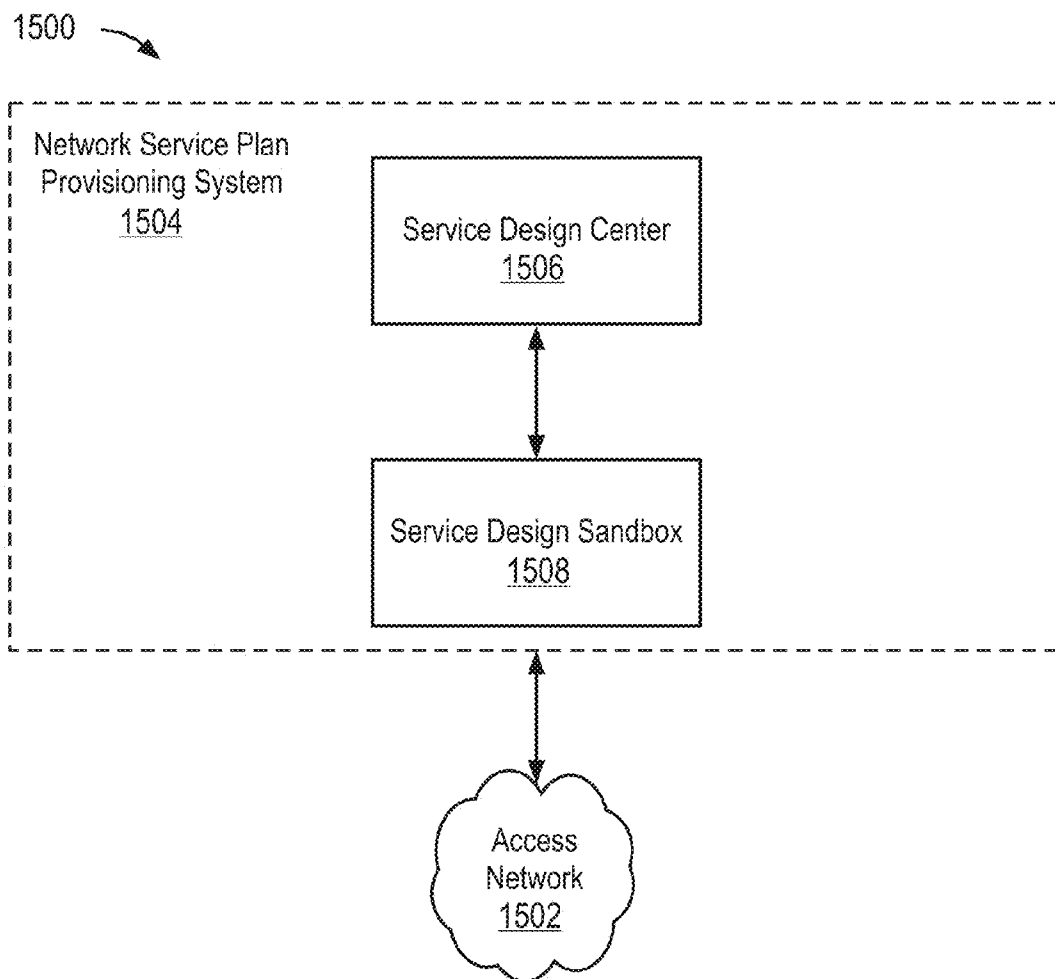 1500
Network Service Plan
Provisioning System
1504
Service Design Center
1506
Service Design Sandbox
1508
Access
Network
1502